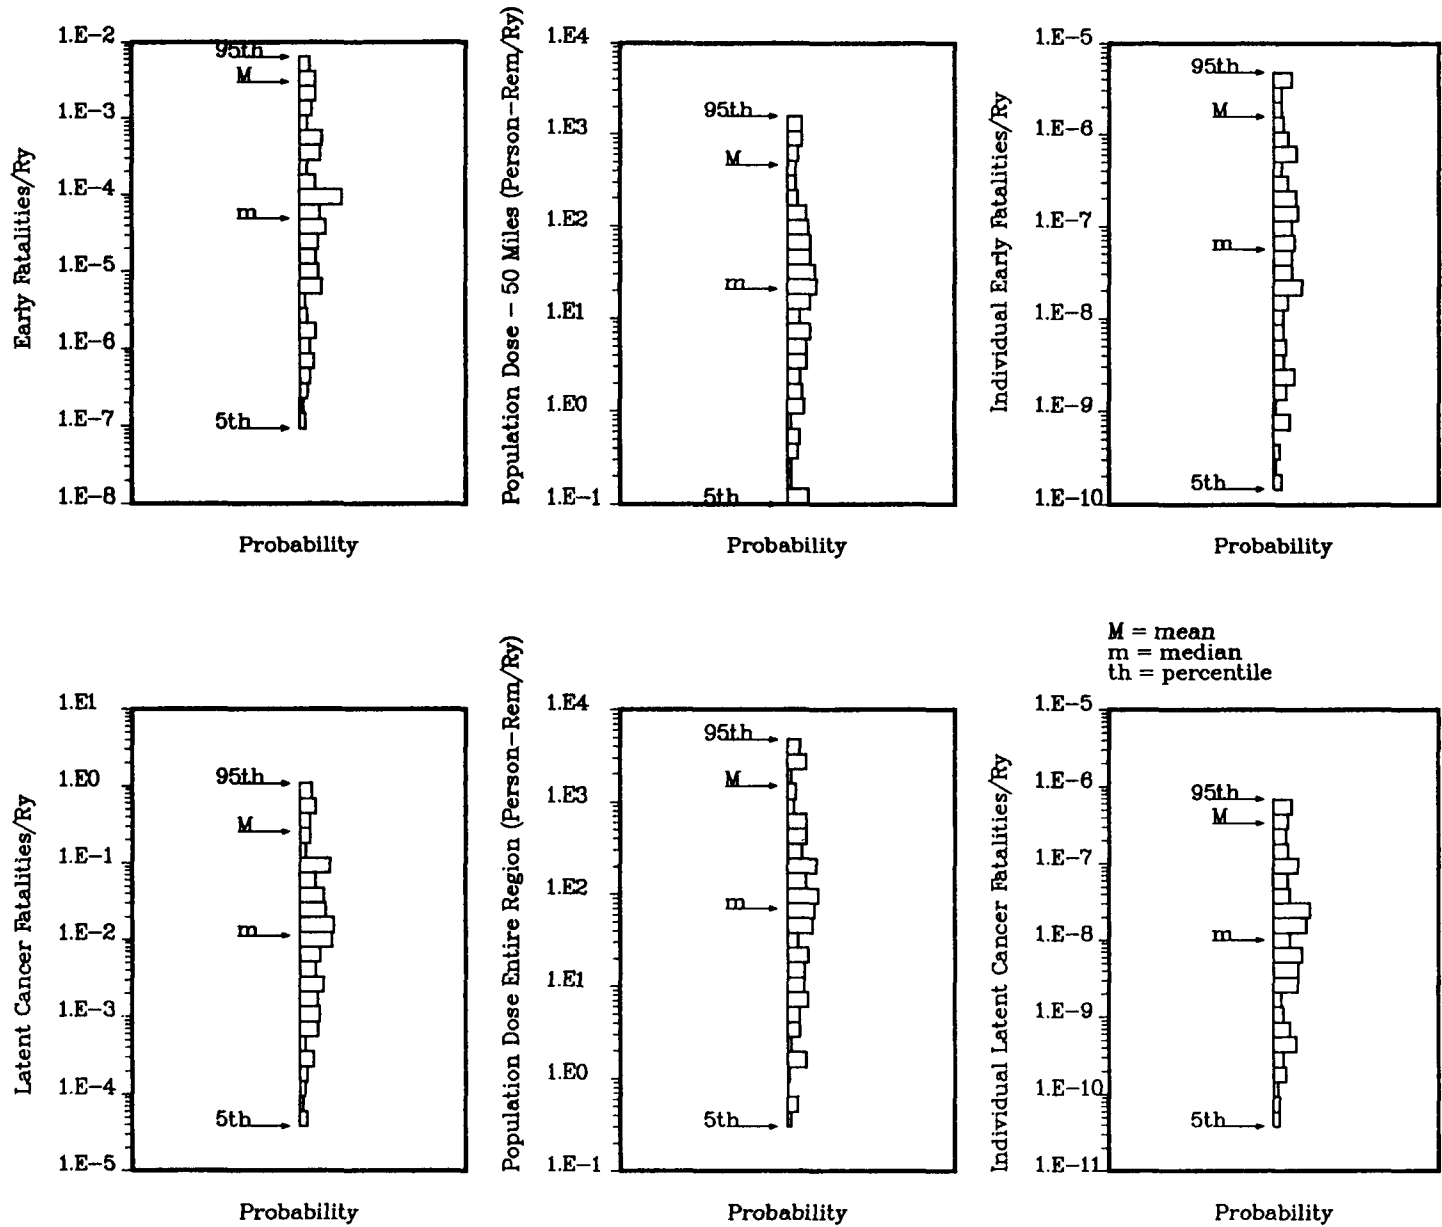 Early Fatalities/Ry
1.E-2
1.E-3
1.E-4
1.E-5
1.E-6
1.E-7
1.E-8
95th
M
m
5th
Probability
Population Dose - 50 Miles (Person-Rem/Ry)
1.E4
1.E3
1.E2
1.E1
1.E0
1.E-1
95th
M
m
5th
Probability
Individual Early Fatalities/Ry
1.E-5
1.E-6
1.E-7
1.E-8
1.E-9
1.E-10
95th
M
m
5th
Probability
M = mean
m = median
th = percentile
Latent Cancer Fatalities/Ry
1.E1
1.E0
1.E-1
1.E-2
1.E-3
1.E-4
1.E-5
95th
M
m
5th
Probability
Population Dose Entire Region (Person-Rem/Ry)
1.E4
1.E3
1.E2
1.E1
1.E0
1.E-1
95th
M
m
5th
Probability
Individual Latent Cancer Fatalities/Ry
1.E-5
1.E-6
1.E-7
1.E-8
1.E-9
1.E-10
1.E-11
95th
M
m
5th
Probability